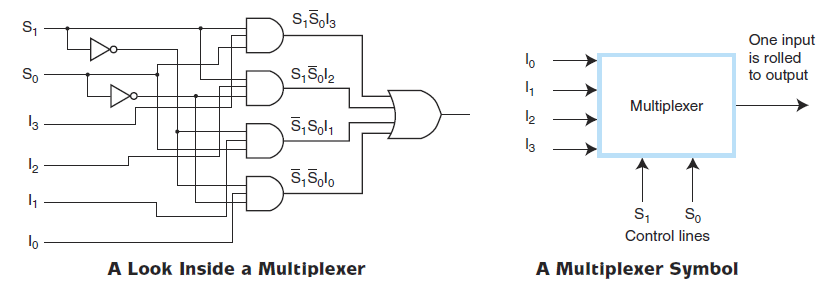 S₁
S₀
I₃
I₂
I₁
I₀
S₁S̄₀I₃
S₁S̄₀I₂
S̄₁S₀I₁
S̄₁S̄₀I₀
A Look Inside a Multiplexer
I₀
I₁
I₂
I₃
Multiplexer
One input
is rolled
to output
S₁ S₀
Control lines
A Multiplexer Symbol